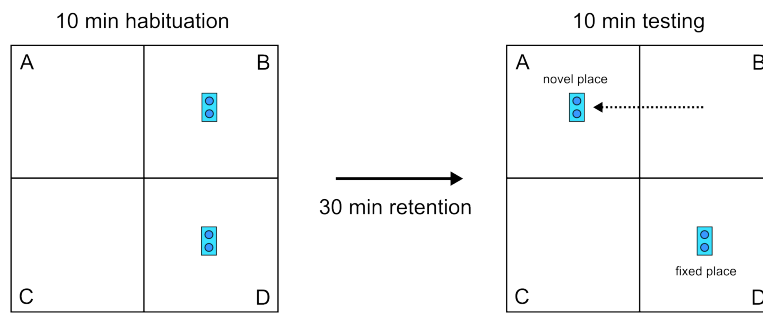 10 min habituation
A
B
C
D
30 min retention
10 min testing
A
novel place
B
fixed place
C
D